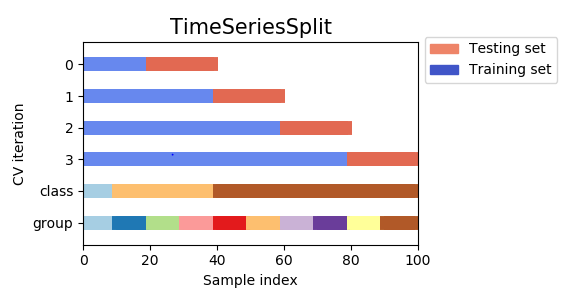 TimeSeriesSplit
Testing set
Training set
CV iteration
0
1
2
3
class
group
0 20 40 60 80 100
Sample index